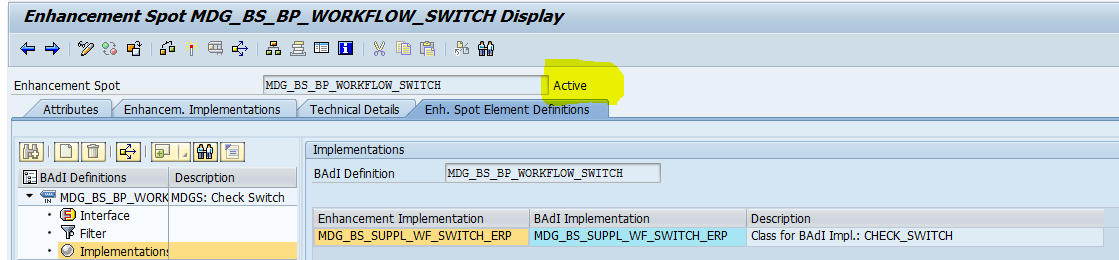 Enhancement Spot MDG_BS_BP_WORKFLOW_SWITCH Display
Enhancement Spot MDG_BS_BP_WORKFLOW_SWITCH Active
Attributes Enhancem. Implementations Technical Details Enh. Spot Element Definitions
Implementations
BAdI Definition MDG_BS_BP_WORKFLOW_SWITCH
BAdI Definitions Description
MDG_BS_BP_WORK MDGS: Check Switch
IN
Interface
Filter
Implementations
Enhancement Implementation BAdI Implementation Description
MDG_BS_SUPPL_WF_SWITCH_ERP MDG_BS_SUPPL_WF_SWITCH_ERP Class for BAdI Impl.: CHECK_SWITCH